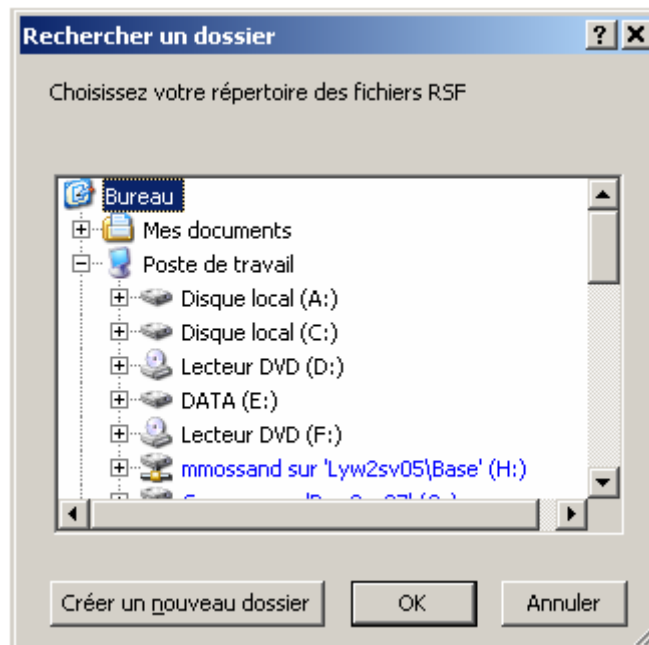 Rechercher un dossier
Choisissez votre répertoire des fichiers RSF
Bureau
Mes documents
Poste de travail
Disque local (A:)
Disque local (C:)
Lecteur DVD (D:)
DATA (E:)
Lecteur DVD (F:)
mmossand sur 'Lyw2sv05\Base' (H:)
Créer un nouveau dossier
OK
Annuler